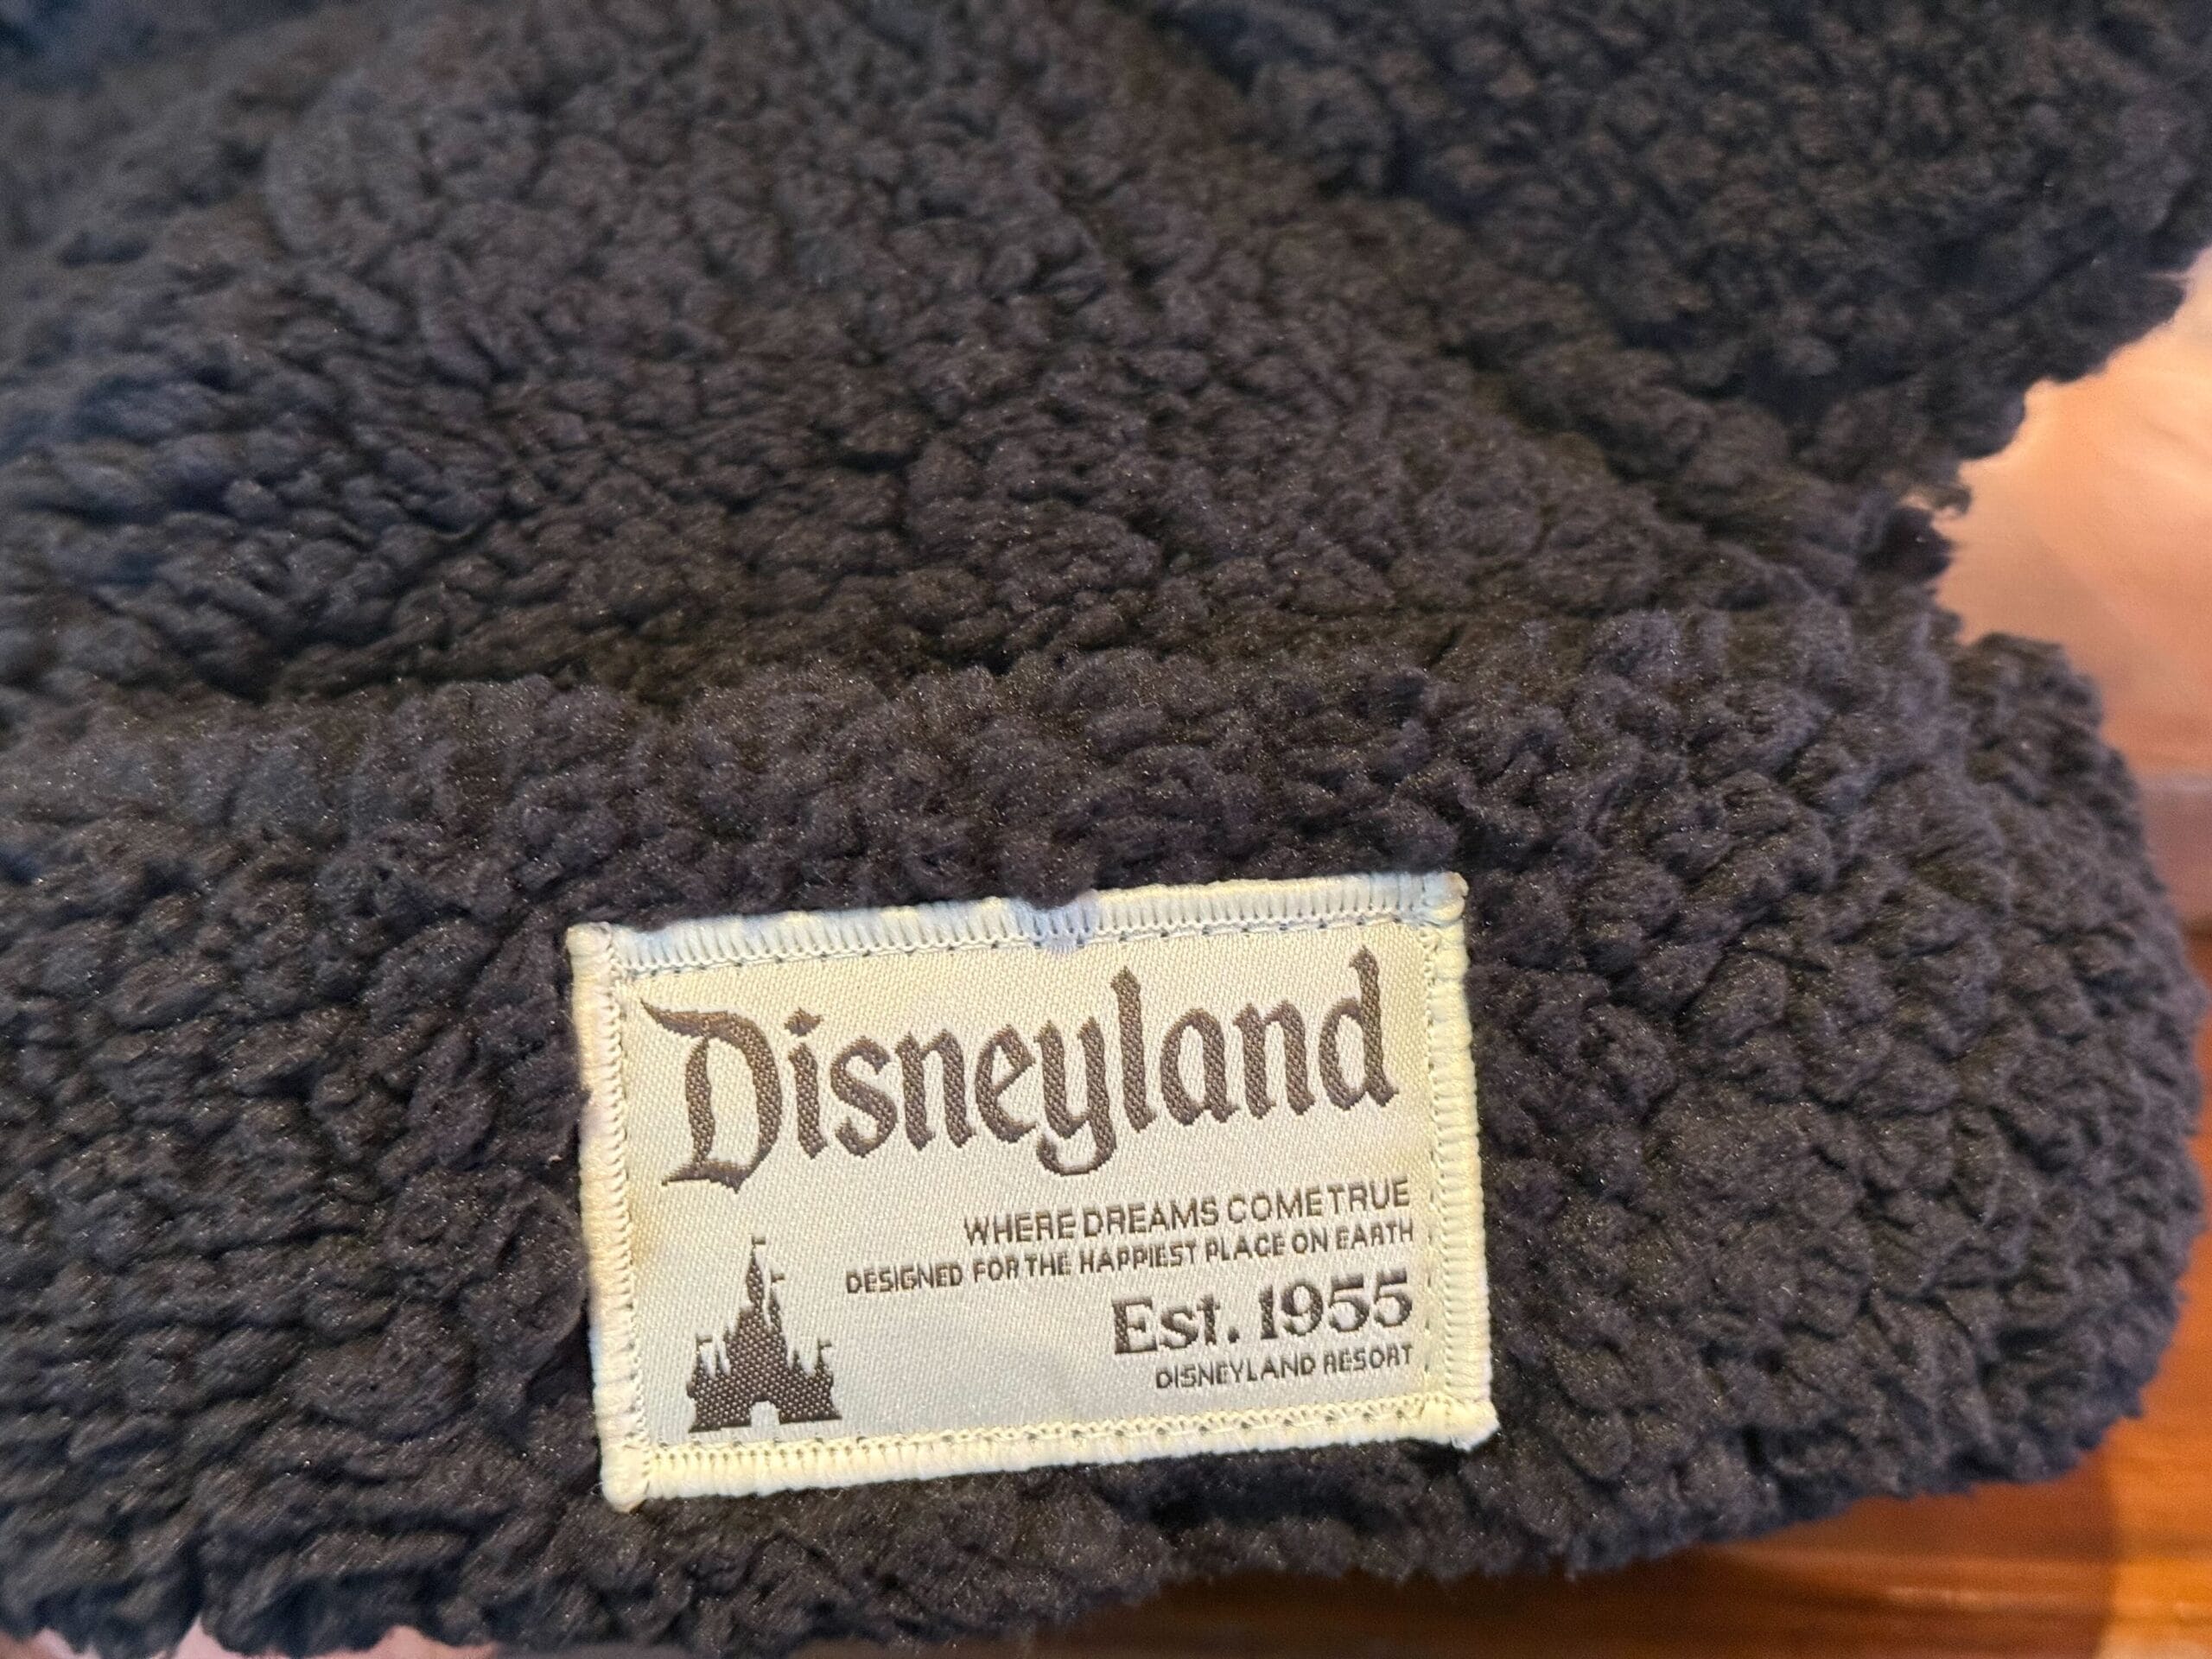 Disneyland
WHERE DREAMS COME TRUE
DESIGNED FOR THE HAPPIEST PLACE ON EARTH
Est. 1955
DISNEYLAND RESORT